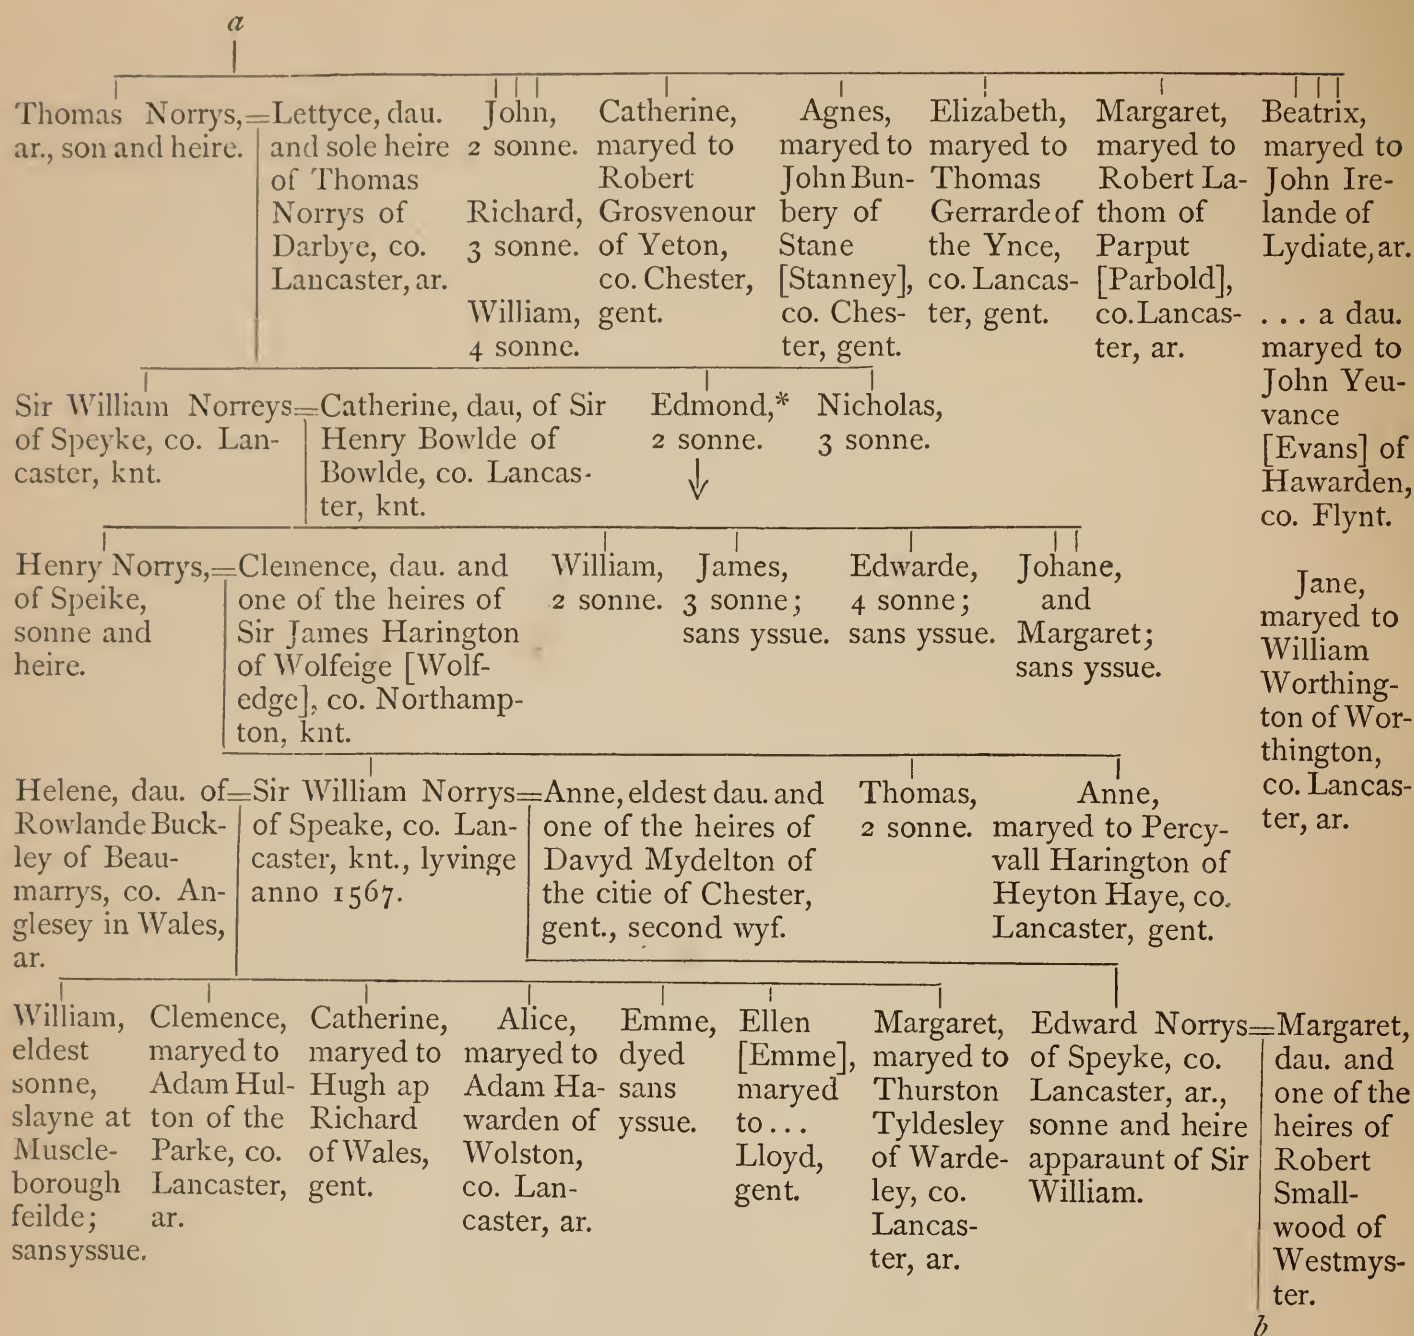 a
Thomas Norrys,=
ar., son and heire.
Lettyce, dau.
and sole heire
of Thomas
Norrys of
Darbye, co.
Lancaster, ar.
John,
2 sonne.
Richard,
3 sonne.
William,
4 sonne.
Catherine,
maryed to
Robert
Grosvenour
of Yeton,
co. Chester,
gent.
Agnes,
maryed to
John Bun-
bery of
Stane
[Stanney],
co. Ches-
ter, gent.
Elizabeth,
maryed to
Thomas
Gerrarde of
the Ynce,
co. Lancas-
ter, gent.
Margaret,
maryed to
Robert La-
thom of
Parput
[Parbold],
co. Lancas-
ter, ar.
Beatrix,
maryed to
John Ire-
lande of
Lydiate, ar.
... a dau.
maryed to
John Yeu-
vance
[Evans] of
Hawarden,
co. Flynt.
Jane,
maryed to
William
Worthing-
ton of Wor-
thington,
co. Lancas-
ter, ar.
Sir William Norreys=
of Speyke, co. Lan-
caster, knt.
Catherine, dau, of Sir
Henry Bowlde of
Bowlde, co. Lancas-
ter, knt.
Edmond,*
2 sonne.
Nicholas,
3 sonne.
Henry Norrys,=
of Speike,
sonne and
heire.
Clemence, dau. and
one of the heires of
Sir James Harington
of Wolfeige [Wolf-
edge], co. Northamp-
ton, knt.
William,
2 sonne.
James,
3 sonne;
sans yssue.
Edwarde,
4 sonne;
sans yssue.
Johane,
and
Margaret;
sans yssue.
Helene, dau. of=
Rowlande Buck-
ley of Beau-
marrys, co. An-
glesey in Wales,
ar.
Sir William Norrys=
of Speake, co. Lan-
caster, knt., lyvinge
anno 1567.
Anne, eldest dau. and
one of the heires of
Davyd Mydelton of
the citie of Chester,
gent., second wyf.
Thomas,
2 sonne.
Anne,
maryed to Percy-
vall Harington of
Heyton Haye, co.
Lancaster, gent.
William,
eldest
sonne,
slayne at
Muscle-
borough
feilde;
sans yssue.
Clemence,
maryed to
Adam Hul-
ton of the
Parke, co.
Lancaster,
ar.
Catherine,
maryed to
Hugh ap
Richard
of Wales,
gent.
Alice,
maryed to
Adam Ha-
warden of
Wolston,
co. Lan-
caster, ar.
Emme,
dyed
sans
yssue.
Ellen
[Emme],
maryed
to...
Lloyd,
gent.
Margaret,
maryed to
Thurston
Tyldesley
of Warde-
ley, co.
Lancas-
ter, ar.
Edward Norrys=
of Speyke, co.
Lancaster, ar.,
sonne and heire
apparaunt of Sir
William.
Margaret,
dau. and
one of the
heires of
Robert
Small-
wood of
Westmys-
ter.
b